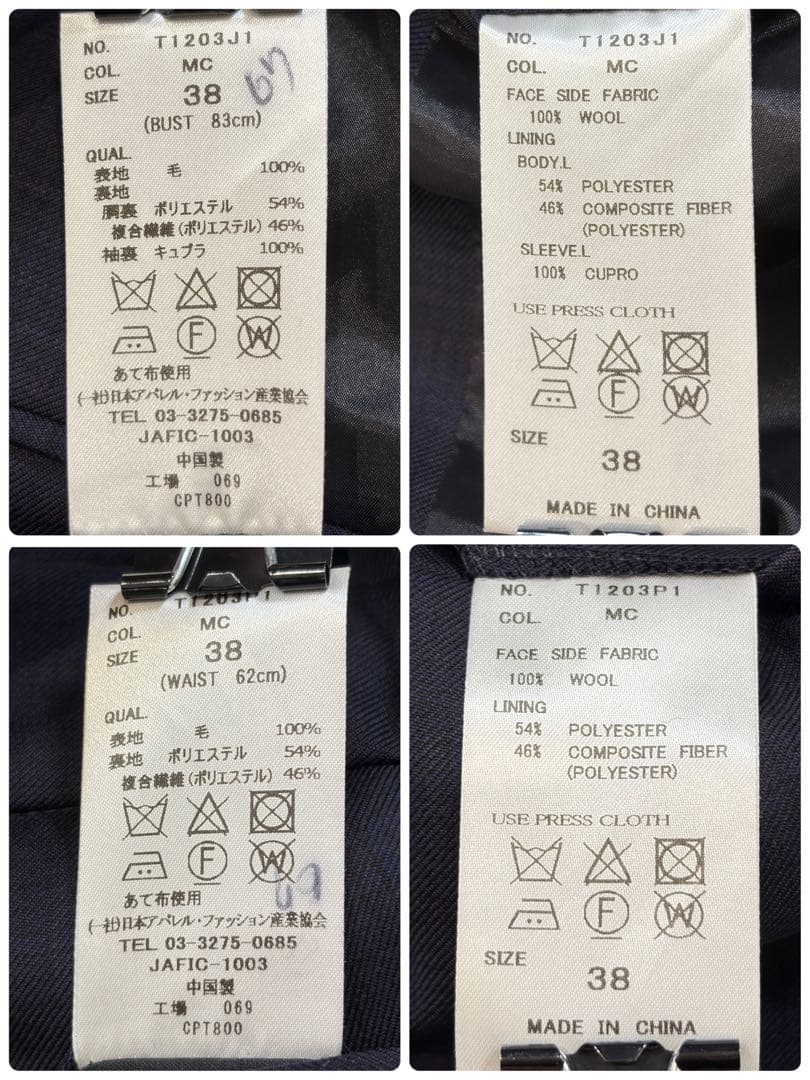 NO. T1203J1
COL. MC
SIZE 38
(BUST 83cm)
QUAL.
表地 毛 100%
裏地
胴裏 ポリエステル 54%
複合繊維(ポリエステル) 46%
袖裏 キュプラ 100%
F
W
あて布使用
(一社)日本アパレル・ファッション産業協会
TEL 03-3275-0685
JAFIC-1003
中国製
工場 069
CPT800
NO. T1203J1
COL. MC
FACE SIDE FABRIC
100% WOOL
LINING
BODY.L
54% POLYESTER
46% COMPOSITE FIBER
(POLYESTER)
SLEEVE.L
100% CUPRO
USE PRESS CLOTH
F
W
SIZE
38
MADE IN CHINA
NO. T1203P1
COL. MC
SIZE 38
(WAIST 62cm)
QUAL.
表地 毛 100%
裏地 ポリエステル 54%
複合繊維(ポリエステル) 46%
F
W
あて布使用
(一社)日本アパレル・ファッション産業協会
TEL 03-3275-0685
JAFIC-1003
中国製
工場 069
CPT800
NO. T1203P1
COL. MC
FACE SIDE FABRIC
100% WOOL
LINING
54% POLYESTER
46% COMPOSITE FIBER
(POLYESTER)
USE PRESS CLOTH
F
W
SIZE
38
MADE IN CHINA